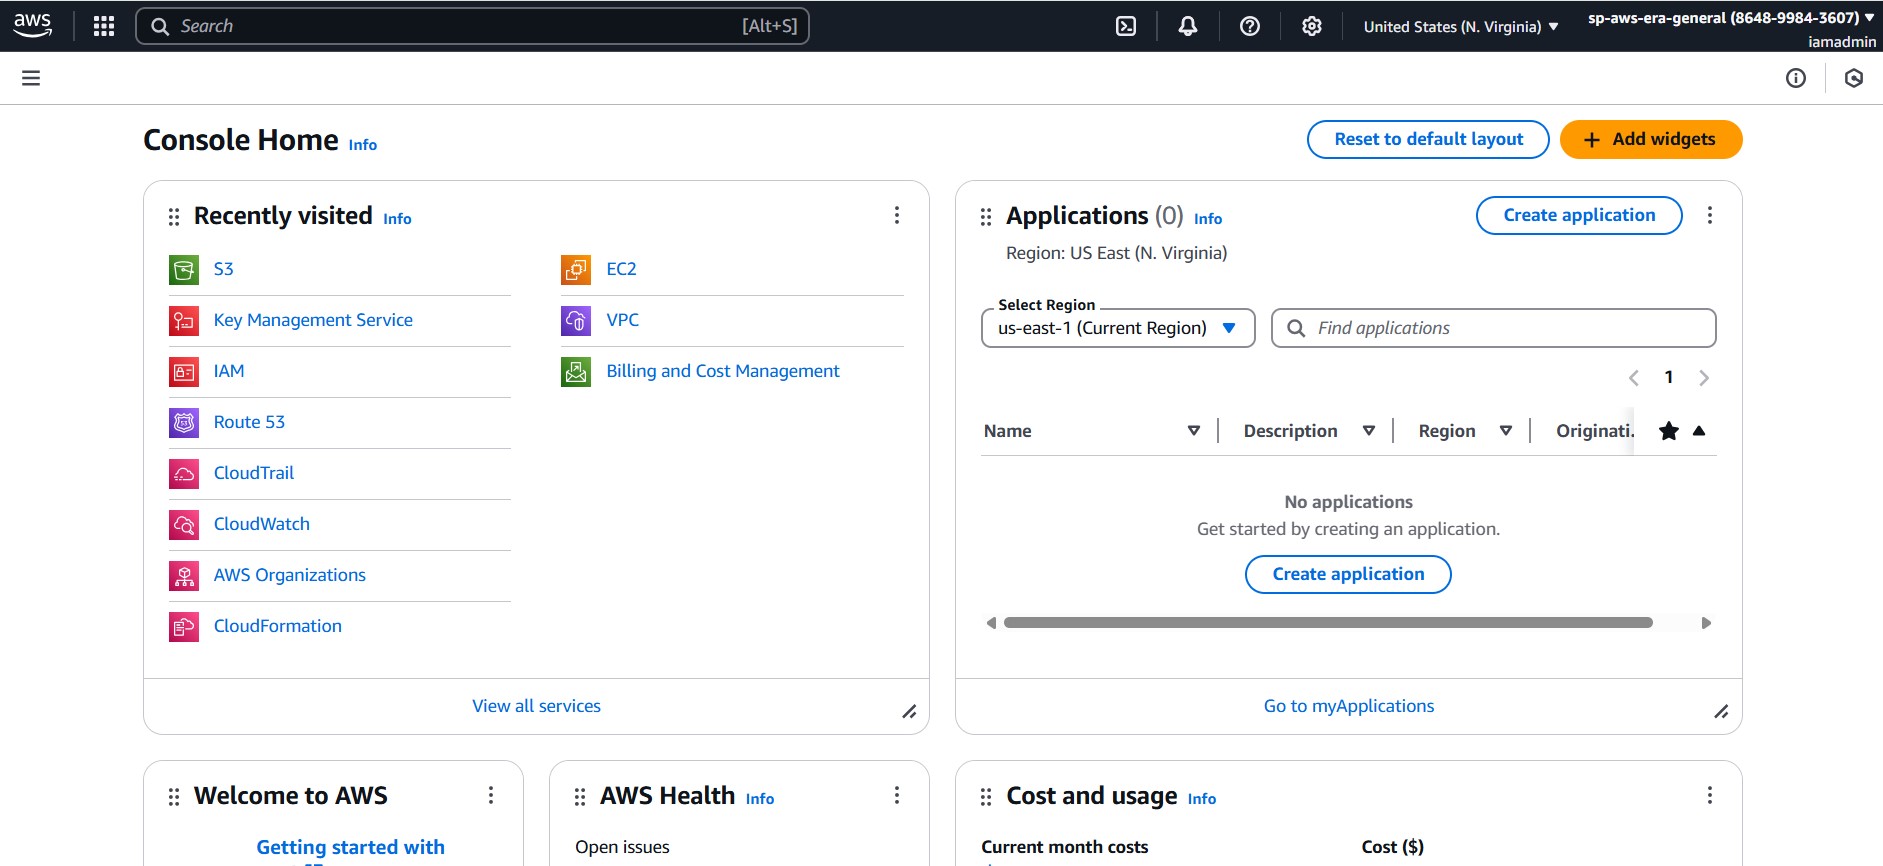 aws
Search [Alt+S]
United States (N. Virginia)
sp-aws-era-general (8648-9984-3607)
iamadmin
Console Home Info
Reset to default layout
Add widgets
Recently visited Info
S3
Key Management Service
IAM
Route 53
CloudTrail
CloudWatch
AWS Organizations
CloudFormation
EC2
VPC
Billing and Cost Management
View all services
Applications (0) Info
Create application
Region: US East (N. Virginia)
Select Region
us-east-1 (Current Region)
Find applications
1
Name Description Region Originati.
No applications
Get started by creating an application.
Create application
Go to myApplications
Welcome to AWS
Getting started with
AWS Health Info
Open issues
Cost and usage Info
Current month costs
Cost ($)